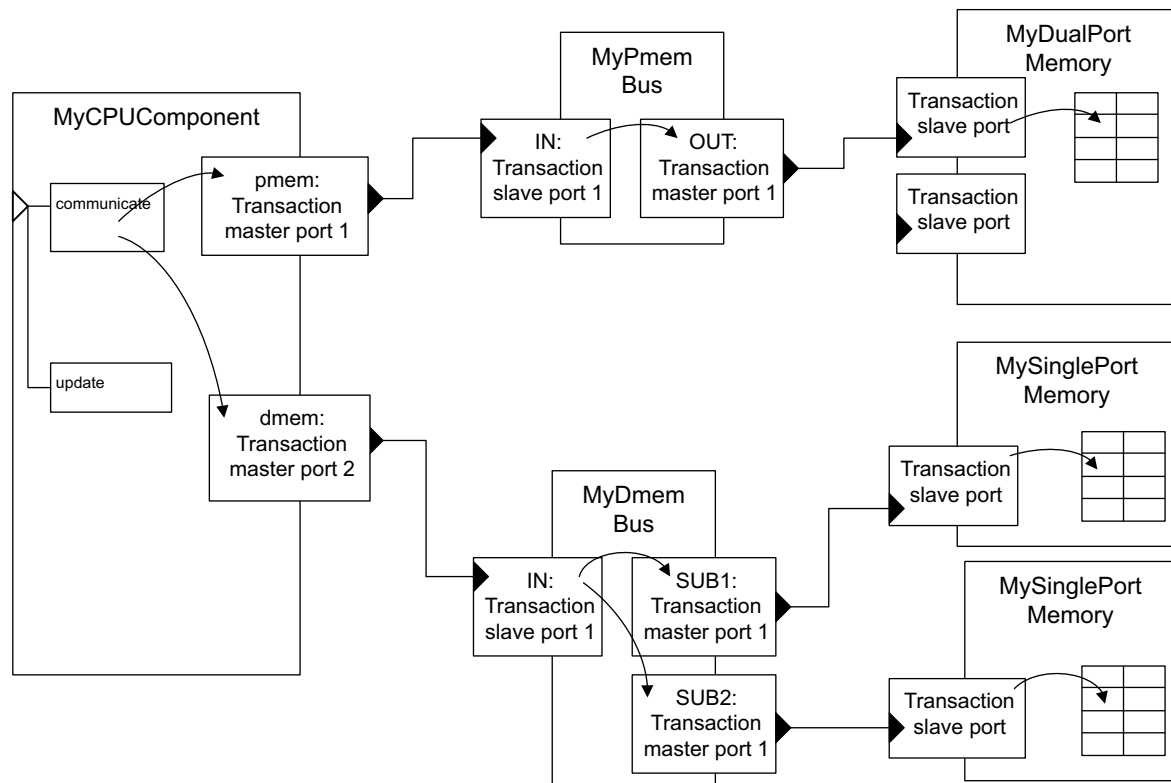 MyCPUComponent
communicate
update
pmem:
Transaction
master port 1
dmem:
Transaction
master port 2
MyPmem
Bus
IN:
Transaction
slave port 1
OUT:
Transaction
master port 1
MyDualPort
Memory
Transaction
slave port
Transaction
slave port
MyDmem
Bus
IN:
Transaction
slave port 1
SUB1:
Transaction
master port 1
SUB2:
Transaction
master port 1
MySinglePort
Memory
Transaction
slave port
MySinglePort
Memory
Transaction
slave port